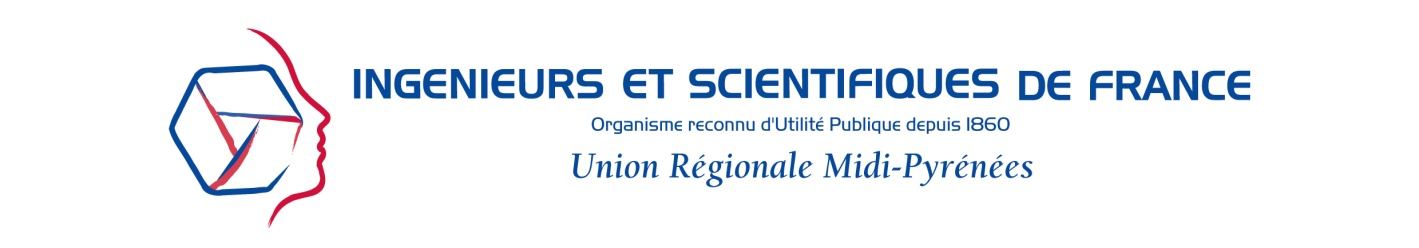 INGENIEURS ET SCIENTIFIQUES DE FRANCE
Organisme reconnu d'Utilité Publique depuis 1860
Union Régionale Midi-Pyrénées